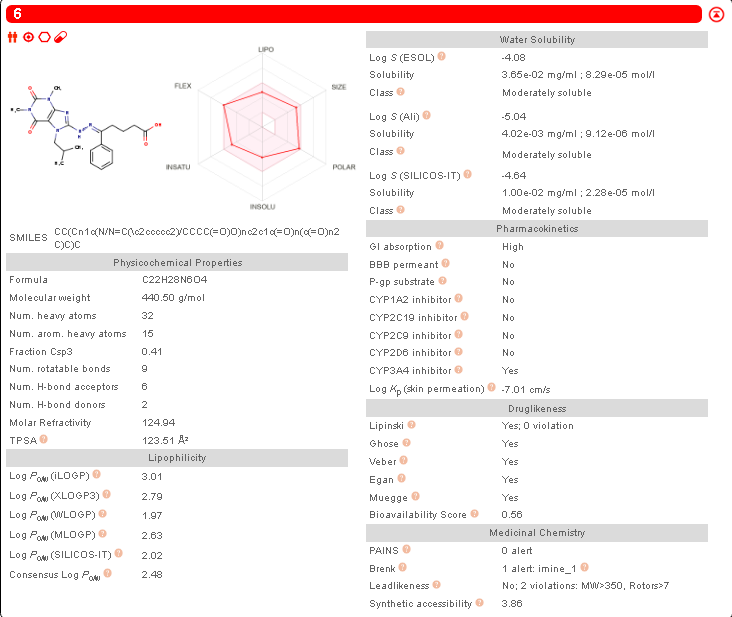 6
LIPO
SIZE
POLAR
INSOLU
INSATU
FLEX
SMILES CC(Cn1c(N/N=C(\c2ccccc2)/CCCC(=O)O)nc2c1c(=O)n(c(=O)n2
C)C)C
Physicochemical Properties
Formula C22H28N6O4
Molecular weight 440.50 g/mol
Num. heavy atoms 32
Num. arom. heavy atoms 15
Fraction Csp3 0.41
Num. rotatable bonds 9
Num. H-bond acceptors 6
Num. H-bond donors 2
Molar Refractivity 124.94
TPSA ? 123.51 Å²
Lipophilicity
Log Po/w (iLOGP) ? 3.01
Log Po/w (XLOGP3) ? 2.79
Log Po/w (WLOGP) ? 1.97
Log Po/w (MLOGP) ? 2.63
Log Po/w (SILICOS-IT) ? 2.02
Consensus Log Po/w ? 2.48
Water Solubility
Log S (ESOL) ? -4.08
Solubility 3.65e-02 mg/ml ; 8.29e-05 mol/l
Class ? Moderately soluble
Log S (Ali) ? -5.04
Solubility 4.02e-03 mg/ml ; 9.12e-06 mol/l
Class ? Moderately soluble
Log S (SILICOS-IT) ? -4.64
Solubility 1.00e-02 mg/ml ; 2.28e-05 mol/l
Class ? Moderately soluble
Pharmacokinetics
GI absorption ? High
BBB permeant ? No
P-gp substrate ? No
CYP1A2 inhibitor ? No
CYP2C19 inhibitor ? No
CYP2C9 inhibitor ? No
CYP2D6 inhibitor ? No
CYP3A4 inhibitor ? Yes
Log Kp (skin permeation) ? -7.01 cm/s
Druglikeness
Lipinski ? Yes; 0 violation
Ghose ? Yes
Veber ? Yes
Egan ? Yes
Muegge ? Yes
Bioavailability Score ? 0.56
Medicinal Chemistry
PAINS ? 0 alert
Brenk ? 1 alert: imine_1 ?
Leadlikeness ? No; 2 violations: MW>350, Rotors>7
Synthetic accessibility ? 3.86